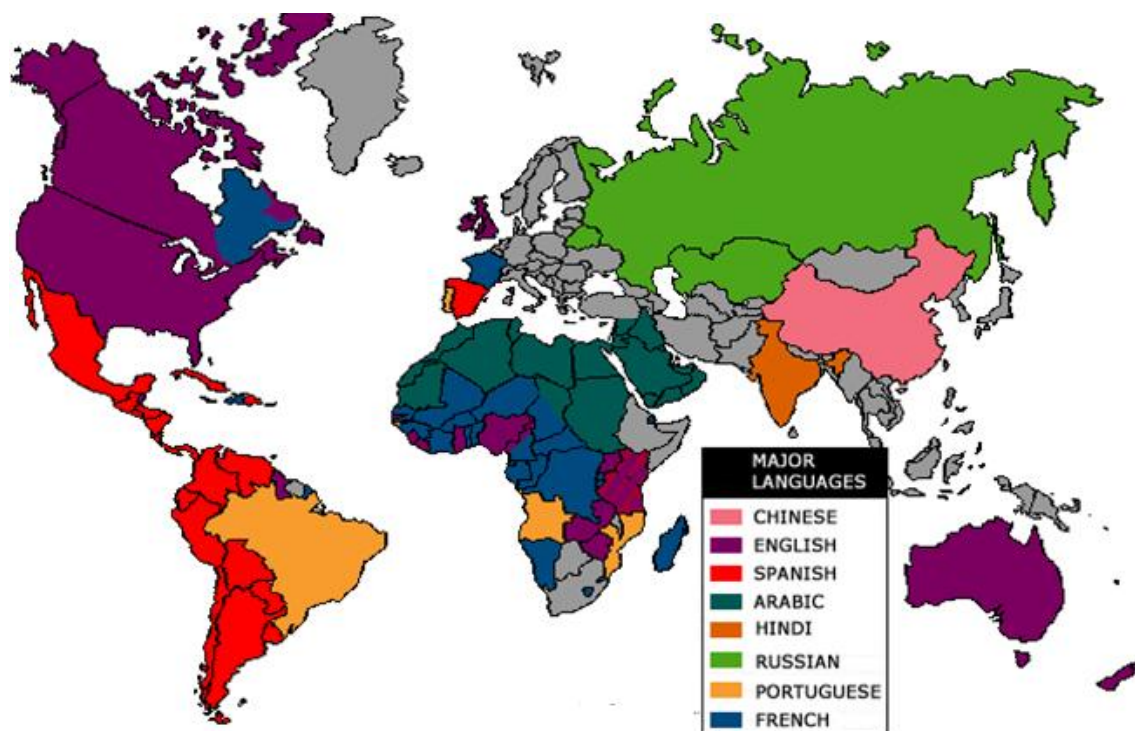 MAJOR
LANGUAGES
CHINESE
ENGLISH
SPANISH
ARABIC
HINDI
RUSSIAN
PORTUGUESE
FRENCH